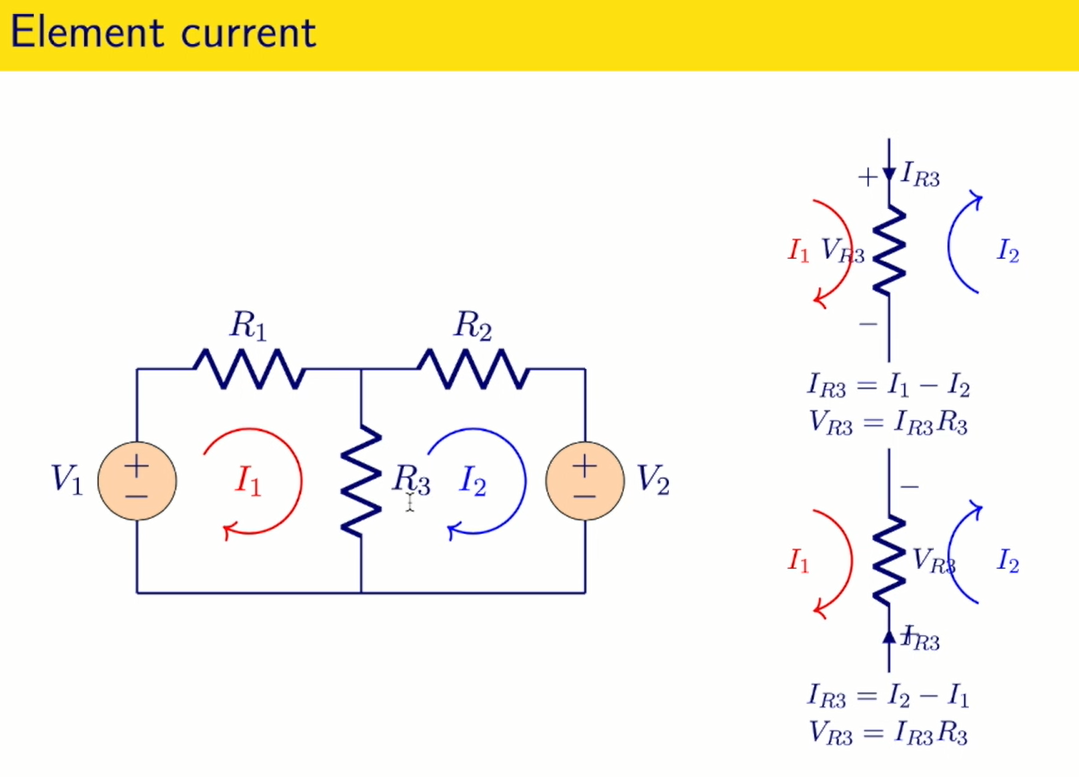 Element current
R1
R2
V1
I1
R3
I2
V2
+
−
+
−
+
IR3
I1
VR3
I2
−
IR3 = I1 − I2
VR3 = IR3R3
−
I1
VR3
I2
+
IR3
IR3 = I2 − I1
VR3 = IR3R3